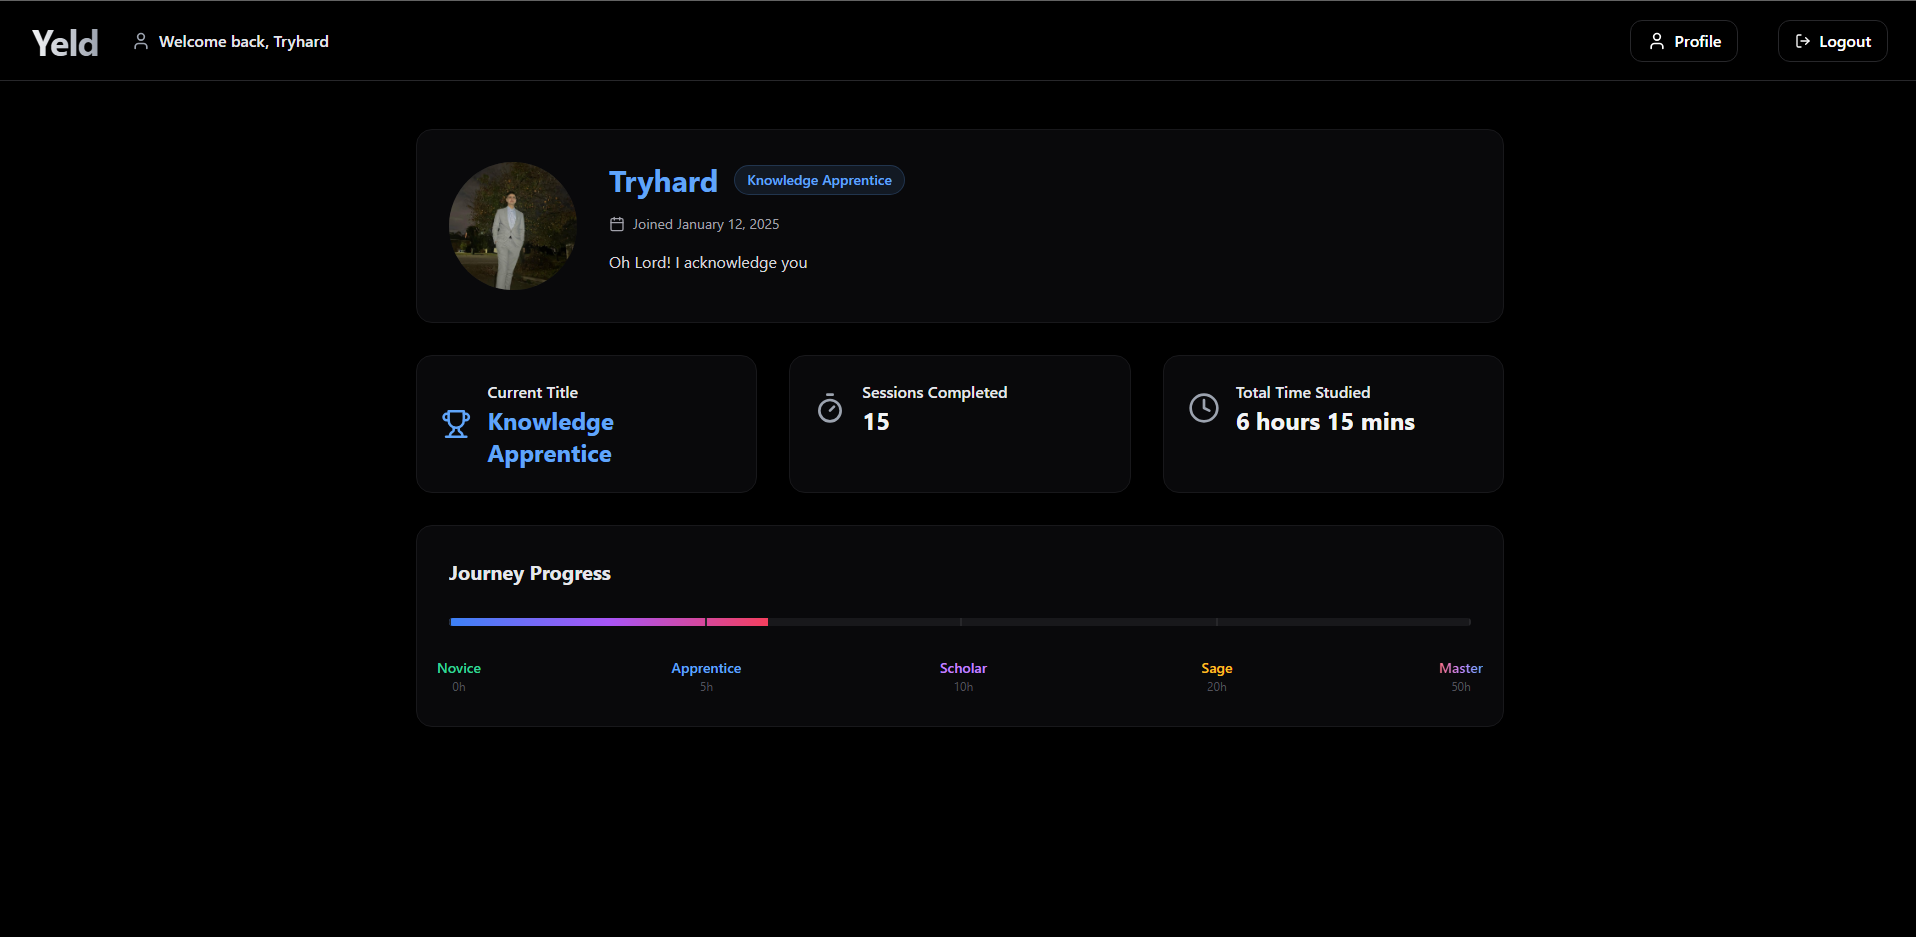 Yeld
Welcome back, Tryhard
Profile
Logout
Tryhard
Knowledge Apprentice
Joined January 12, 2025
Oh Lord! I acknowledge you
Current Title
Knowledge
Apprentice
Sessions Completed
15
Total Time Studied
6 hours 15 mins
Journey Progress
Novice
0h
Apprentice
5h
Scholar
10h
Sage
20h
Master
50h